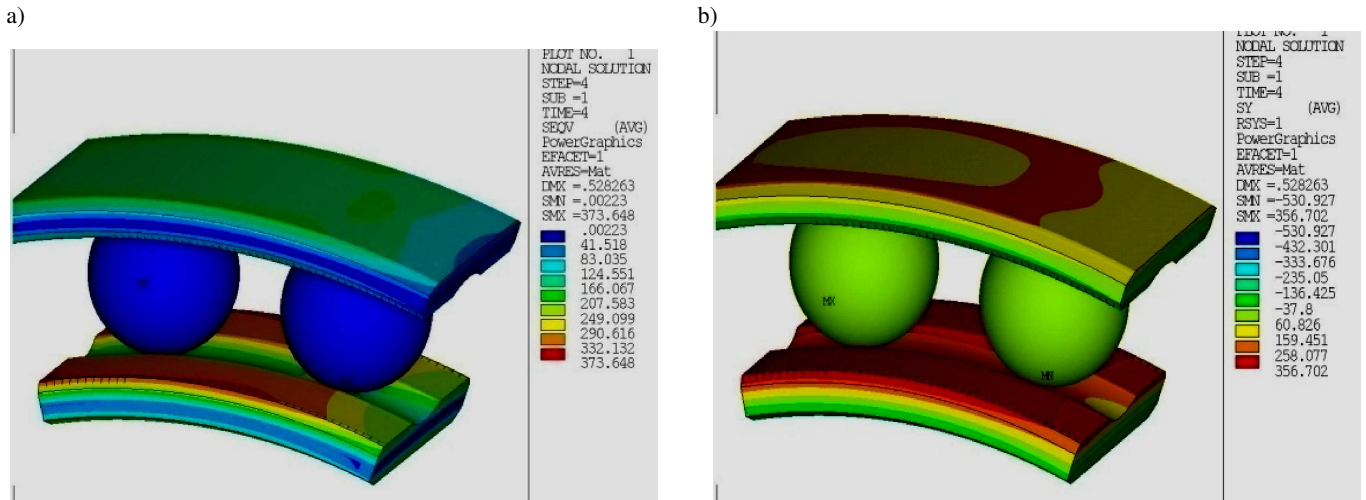 a)
PLOT NO. 1
NODAL SOLUTION
STEP=4
SUB =1
TIME=4
SEQV (AVG)
PowerGraphics
EFACET=1
AVRES=Mat
DMX =.528263
SMN =.00223
SMX =373.648
.00223
41.518
83.035
124.551
166.067
207.583
249.099
290.616
332.132
373.648
b)
PLOT NO. 1
NODAL SOLUTION
STEP=4
SUB =1
TIME=4
SY (AVG)
RSYS=1
PowerGraphics
EFACET=1
AVRES=Mat
DMX =.528263
SMN =-530.927
SMX =356.702
-530.927
-432.301
-333.676
-235.05
-136.425
-37.8
60.826
159.451
258.077
356.702
MX
MN